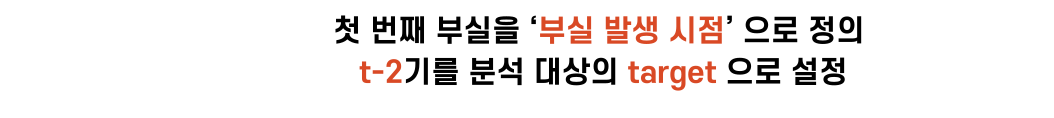 첫 번째 부실을 ‘부실 발생 시점’ 으로 정의
t-2기를 분석 대상의 target 으로 설정